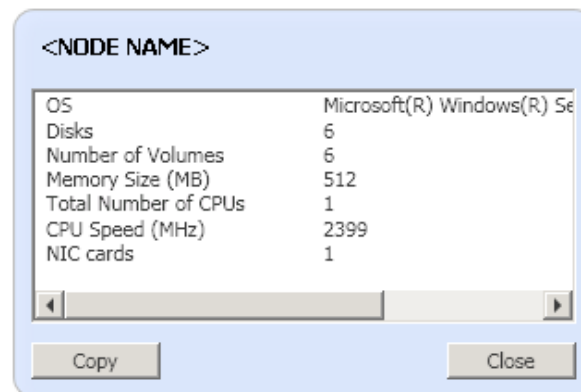 <NODE NAME>
OS Microsoft(R) Windows(R) Se
Disks 6
Number of Volumes 6
Memory Size (MB) 512
Total Number of CPUs 1
CPU Speed (MHz) 2399
NIC cards 1
Copy Close